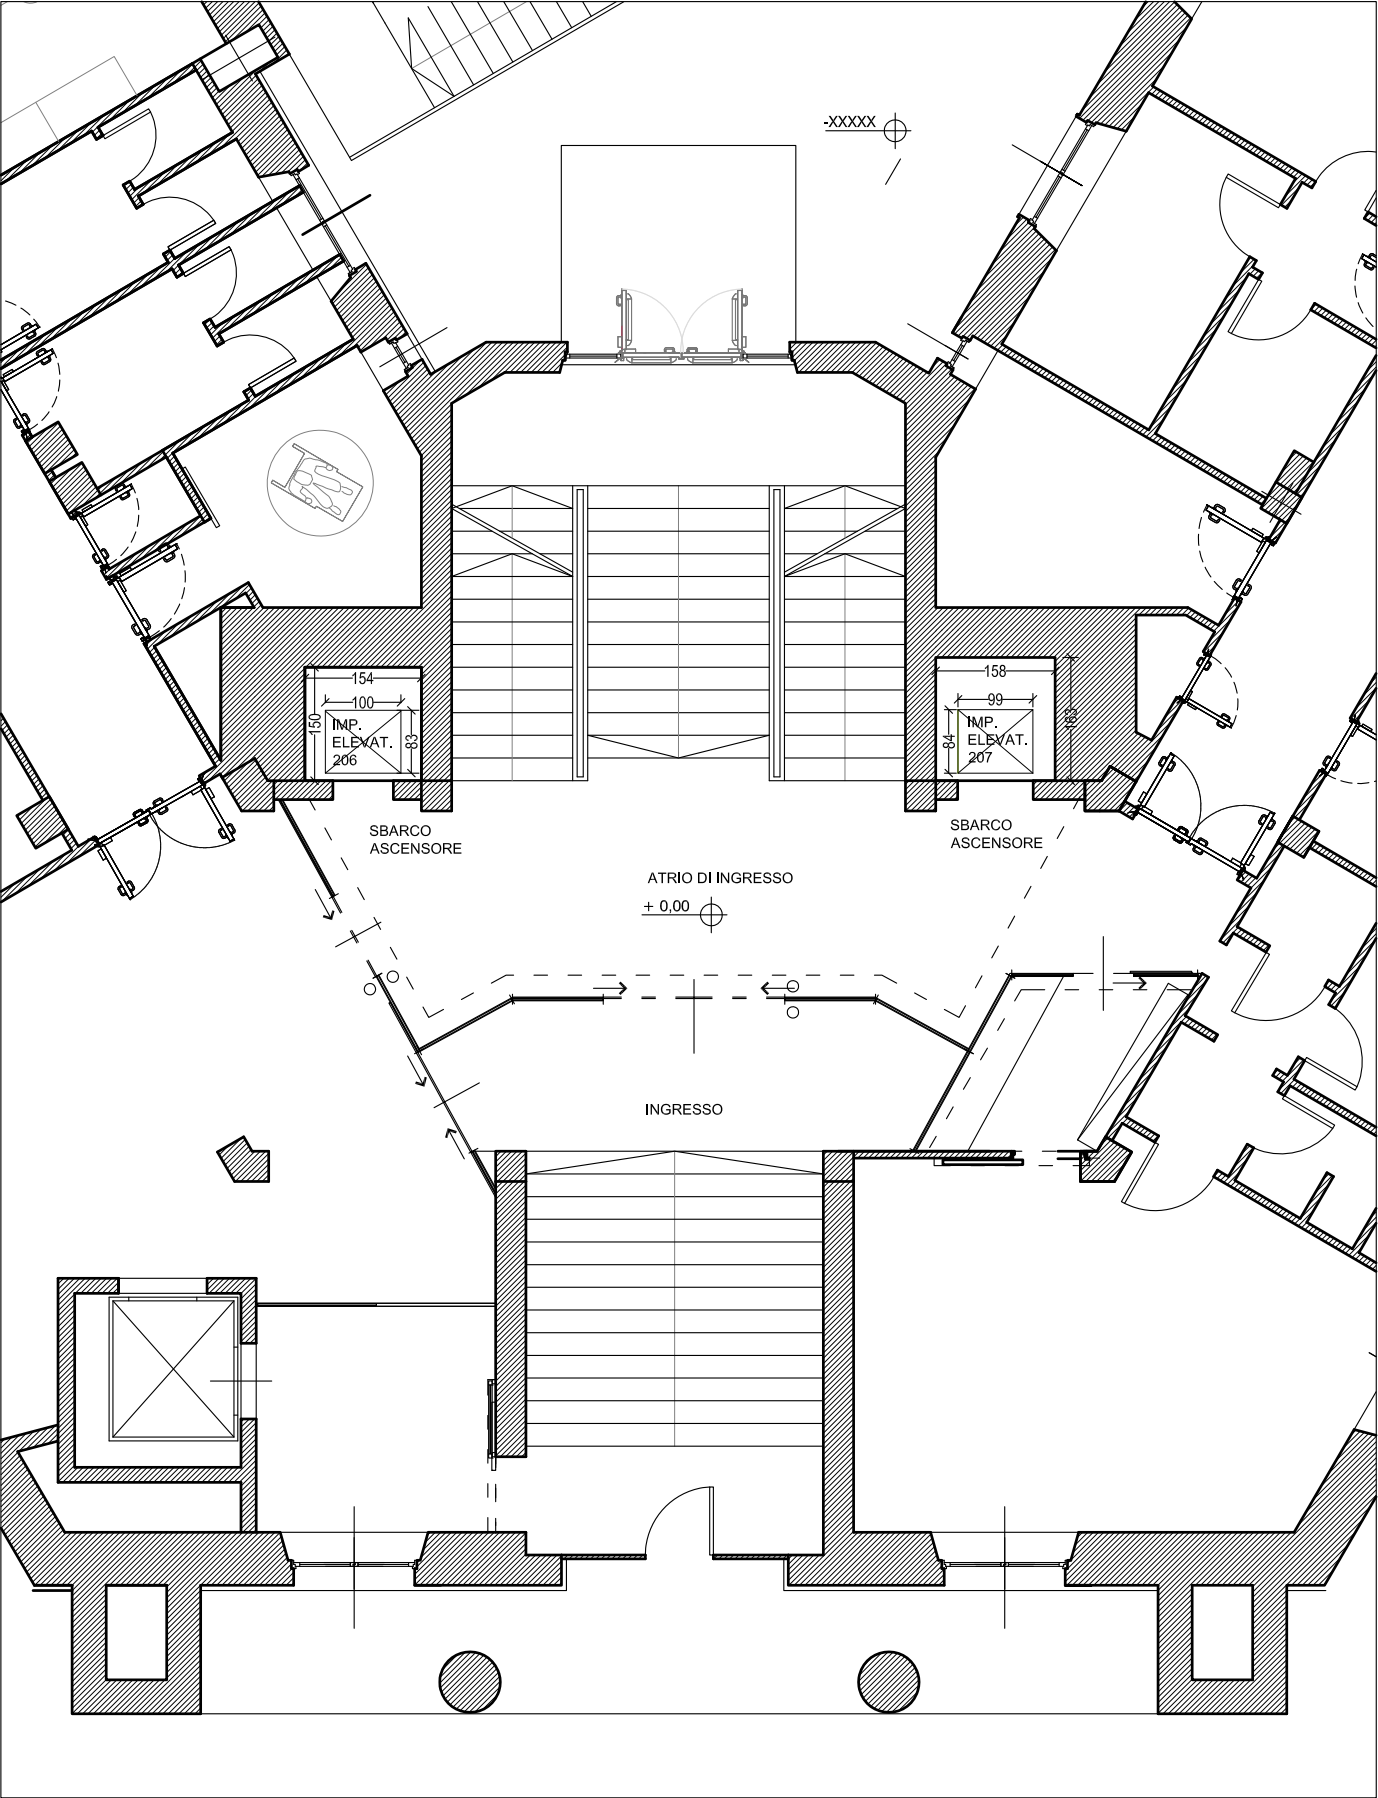 -XXXXX
154
100
150
83
IMP.
ELEVAT.
206
158
99
163
84
IMP.
ELEVAT.
207
SBARCO
ASCENSORE
SBARCO
ASCENSORE
ATRIO DI INGRESSO
+ 0,00
INGRESSO